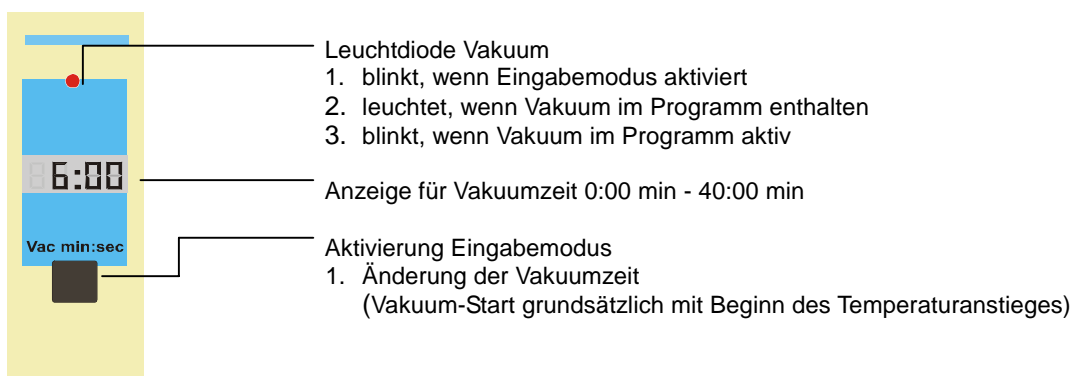 Leuchtdiode Vakuum
1. blinkt, wenn Eingabemodus aktiviert
2. leuchtet, wenn Vakuum im Programm enthalten
3. blinkt, wenn Vakuum im Programm aktiv
6:00
Anzeige für Vakuumzeit 0:00 min - 40:00 min
Vac min:sec
Aktivierung Eingabemodus
1. Änderung der Vakuumzeit
(Vakuum-Start grundsätzlich mit Beginn des Temperaturanstieges)